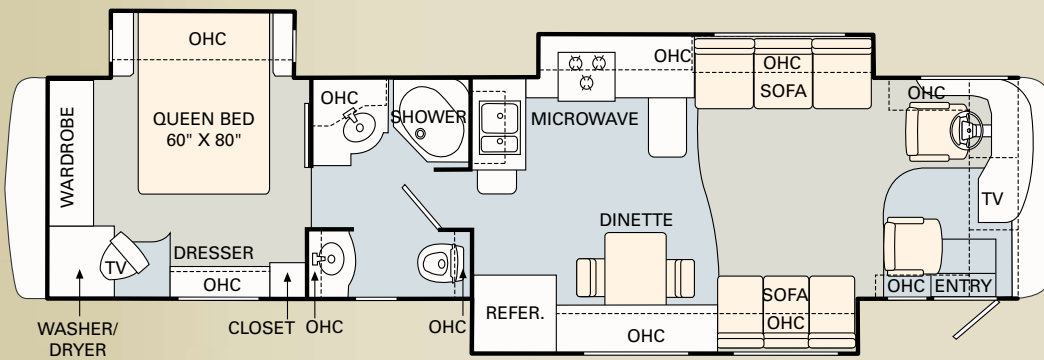 OHC
QUEEN BED
60" X 80"
WARDROBE
TV
DRESSER
OHC
WASHER/
DRYER
CLOSET
OHC
OHC
OHC
SHOWER
MICROWAVE
OHC
OHC
SOFA
DINETTE
REFER.
OHC
SOFA
OHC
OHC
TV
OHC
ENTRY